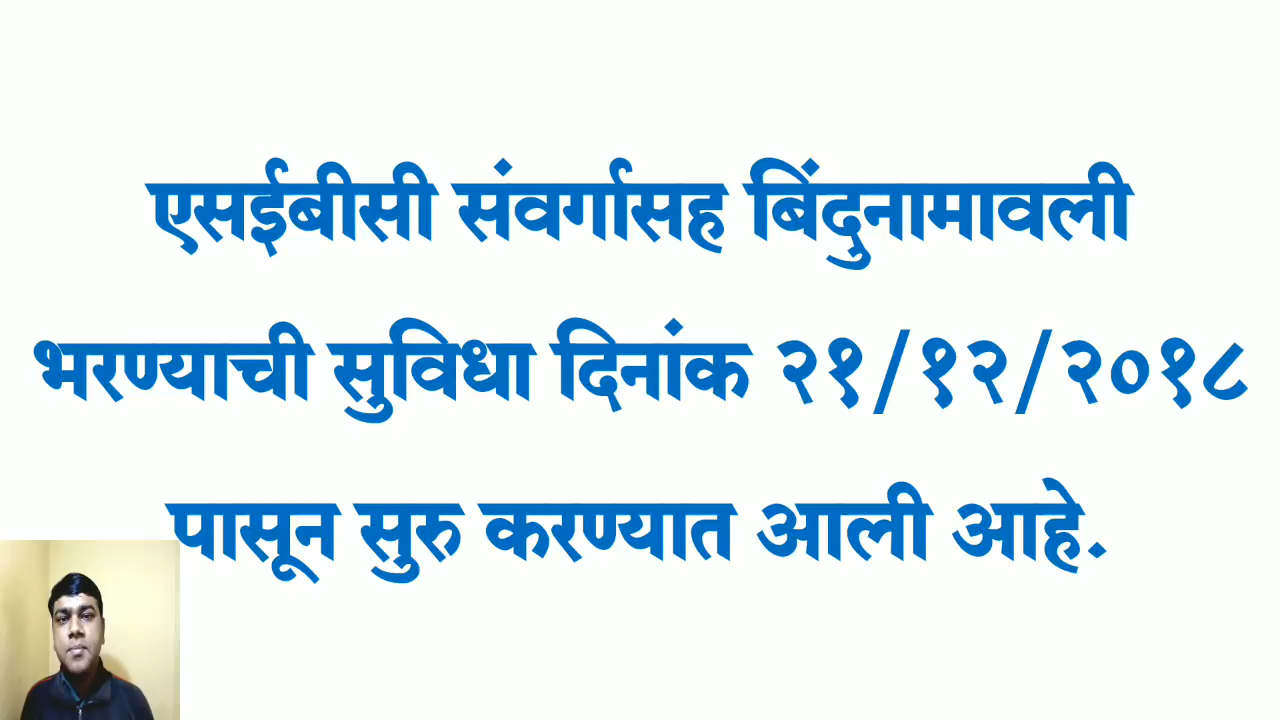 एसईबीसी संवर्गासह बिंदुनामावली
भरण्याची सुविधा दिनांक २१/१२/२०१८
पासून सुरु करण्यात आली आहे.